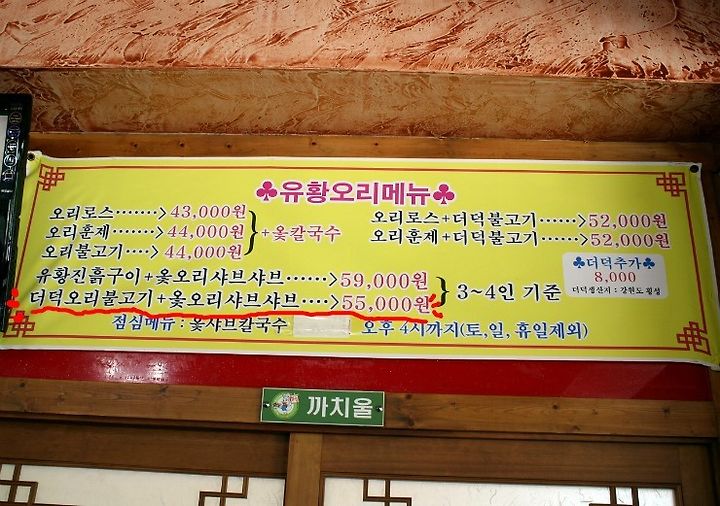 ♣유황오리메뉴♣
오리로스·······>43,000원
오리훈제·······>44,000원
오리불고기····>44,000원
+옻칼국수
오리로스+더덕불고기······>52,000원
오리훈제+더덕불고기······>52,000원
♣더덕추가♣
8,000
더덕생산지 : 강원도 횡성
유황진흙구이+옻오리샤브샤브······>59,000원
더덕오리불고기+옻오리샤브샤브····>55,000원
3~4인 기준
점심메뉴 : 옻샤브칼국수 오후 4시까지(토,일, 휴일제외)
까치울